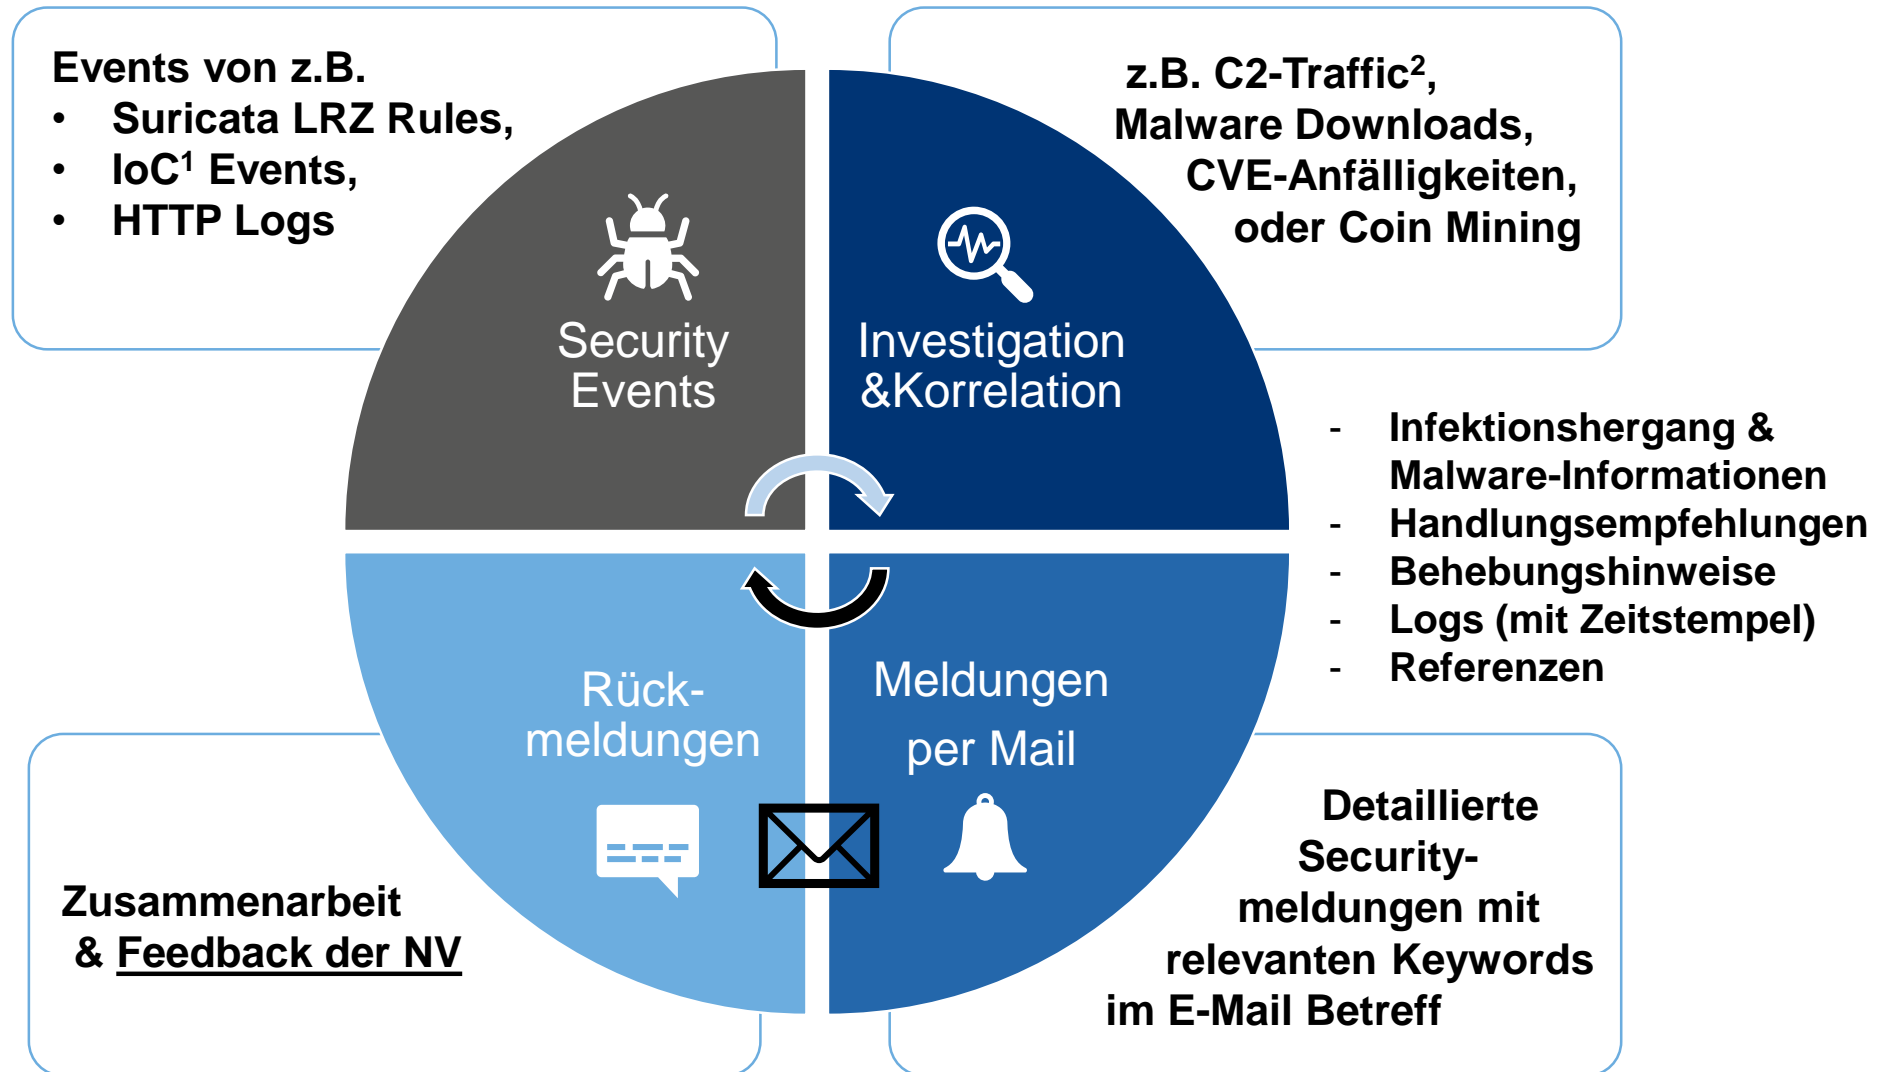 Events von z.B.
• Suricata LRZ Rules,
• IoC¹ Events,
• HTTP Logs
z.B. C2-Traffic²,
Malware Downloads,
CVE-Anfälligkeiten,
oder Coin Mining
Security
Events
Investigation
&Korrelation
- Infektionshergang &
Malware-Informationen
- Handlungsempfehlungen
- Behebungshinweise
- Logs (mit Zeitstempel)
- Referenzen
Rück-
meldungen
Meldungen
per Mail
Zusammenarbeit
& Feedback der NV
Detaillierte
Security-
meldungen mit
relevanten Keywords
im E-Mail Betreff